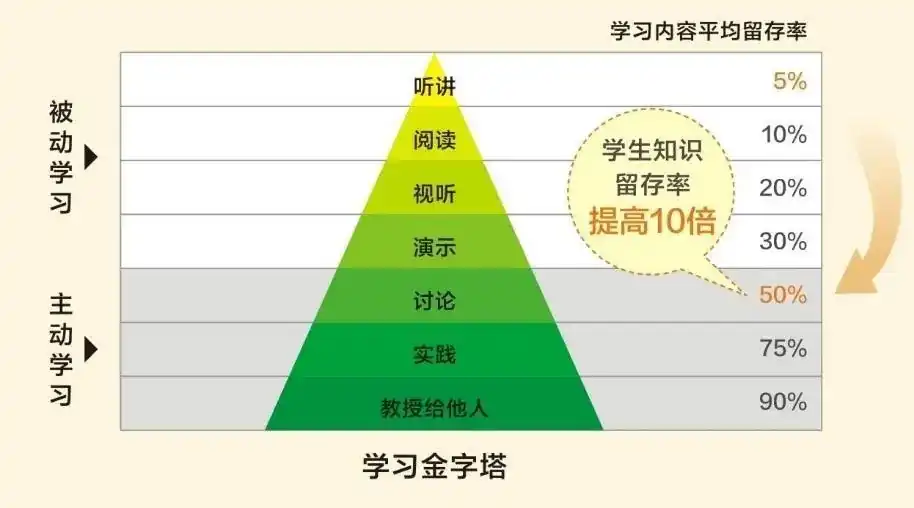 学习内容平均留存率
被动学习
听讲
5%
阅读
10%
视听
20%
演示
30%
学生知识
留存率
提高10倍
主动学习
讨论
50%
实践
75%
教授给他人
90%
学习金字塔